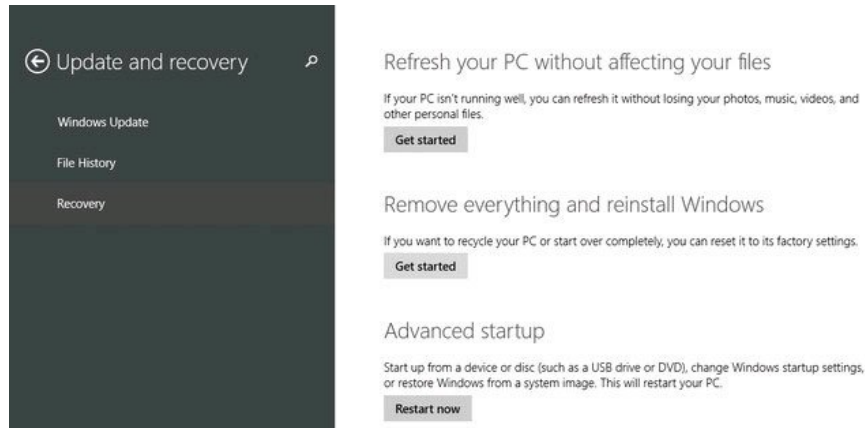 Update and recovery
Windows Update
File History
Recovery
Refresh your PC without affecting your files
If your PC isn't running well, you can refresh it without losing your photos, music, videos, and
other personal files.
Get started
Remove everything and reinstall Windows
If you want to recycle your PC or start over completely, you can reset it to its factory settings.
Get started
Advanced startup
Start up from a device or disc (such as a USB drive or DVD), change Windows startup settings,
or restore Windows from a system image. This will restart your PC.
Restart now